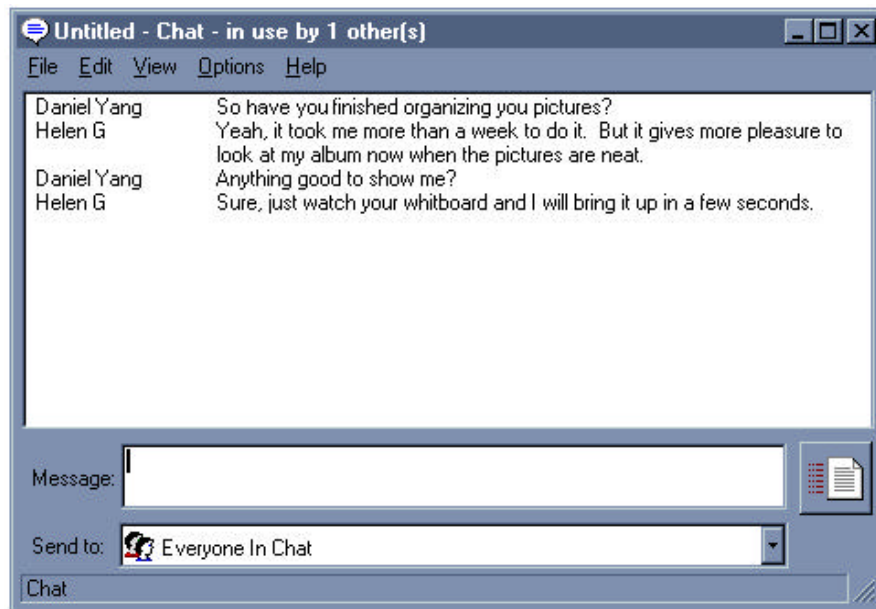 Untitled - Chat - in use by 1 other(s)
File Edit View Options Help
Daniel Yang So have you finished organizing you pictures?
Helen G Yeah, it took me more than a week to do it. But it gives more pleasure to
look at my album now when the pictures are neat.
Daniel Yang Anything good to show me?
Helen G Sure, just watch your whitboard and I will bring it up in a few seconds.
Message:
Send to: Everyone In Chat
Chat